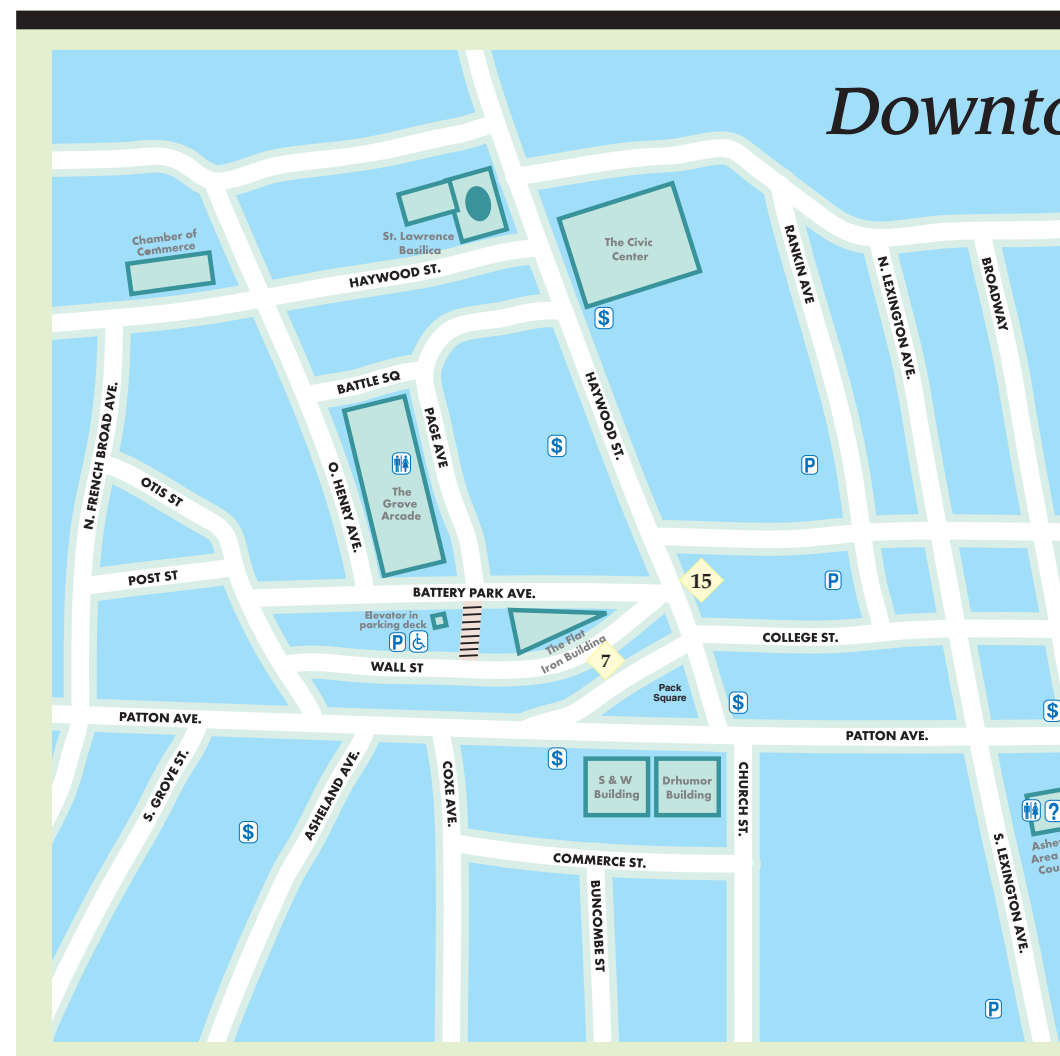 Downto
Chamber of
Commerce
St. Lawrence
Basilica
The Civic
Center
HAYWOOD ST.
RANKIN AVE
N. LEXINGTON AVE.
BROADWAY
$
BATTLE SQ
PAGE AVE
HAYWOOD ST.
N. FRENCH BROAD AVE.
$
P
OTIS ST
O. HENRY AVE.
The
Grove
Arcade
POST ST
BATTERY PARK AVE.
15
P
Elevator in
parking deck
P
The Flat
Iron Building
7
COLLEGE ST.
WALL ST
Pack
Square
$
$
PATTON AVE.
PATTON AVE.
S. GROVE ST.
ASHELAND AVE.
COXE AVE.
$
S & W
Building
Drhumor
Building
CHURCH ST.
$
?
S. LEXINGTON AVE.
Ashe
Area
Cou
COMMERCE ST.
BUNCOMBE ST
P